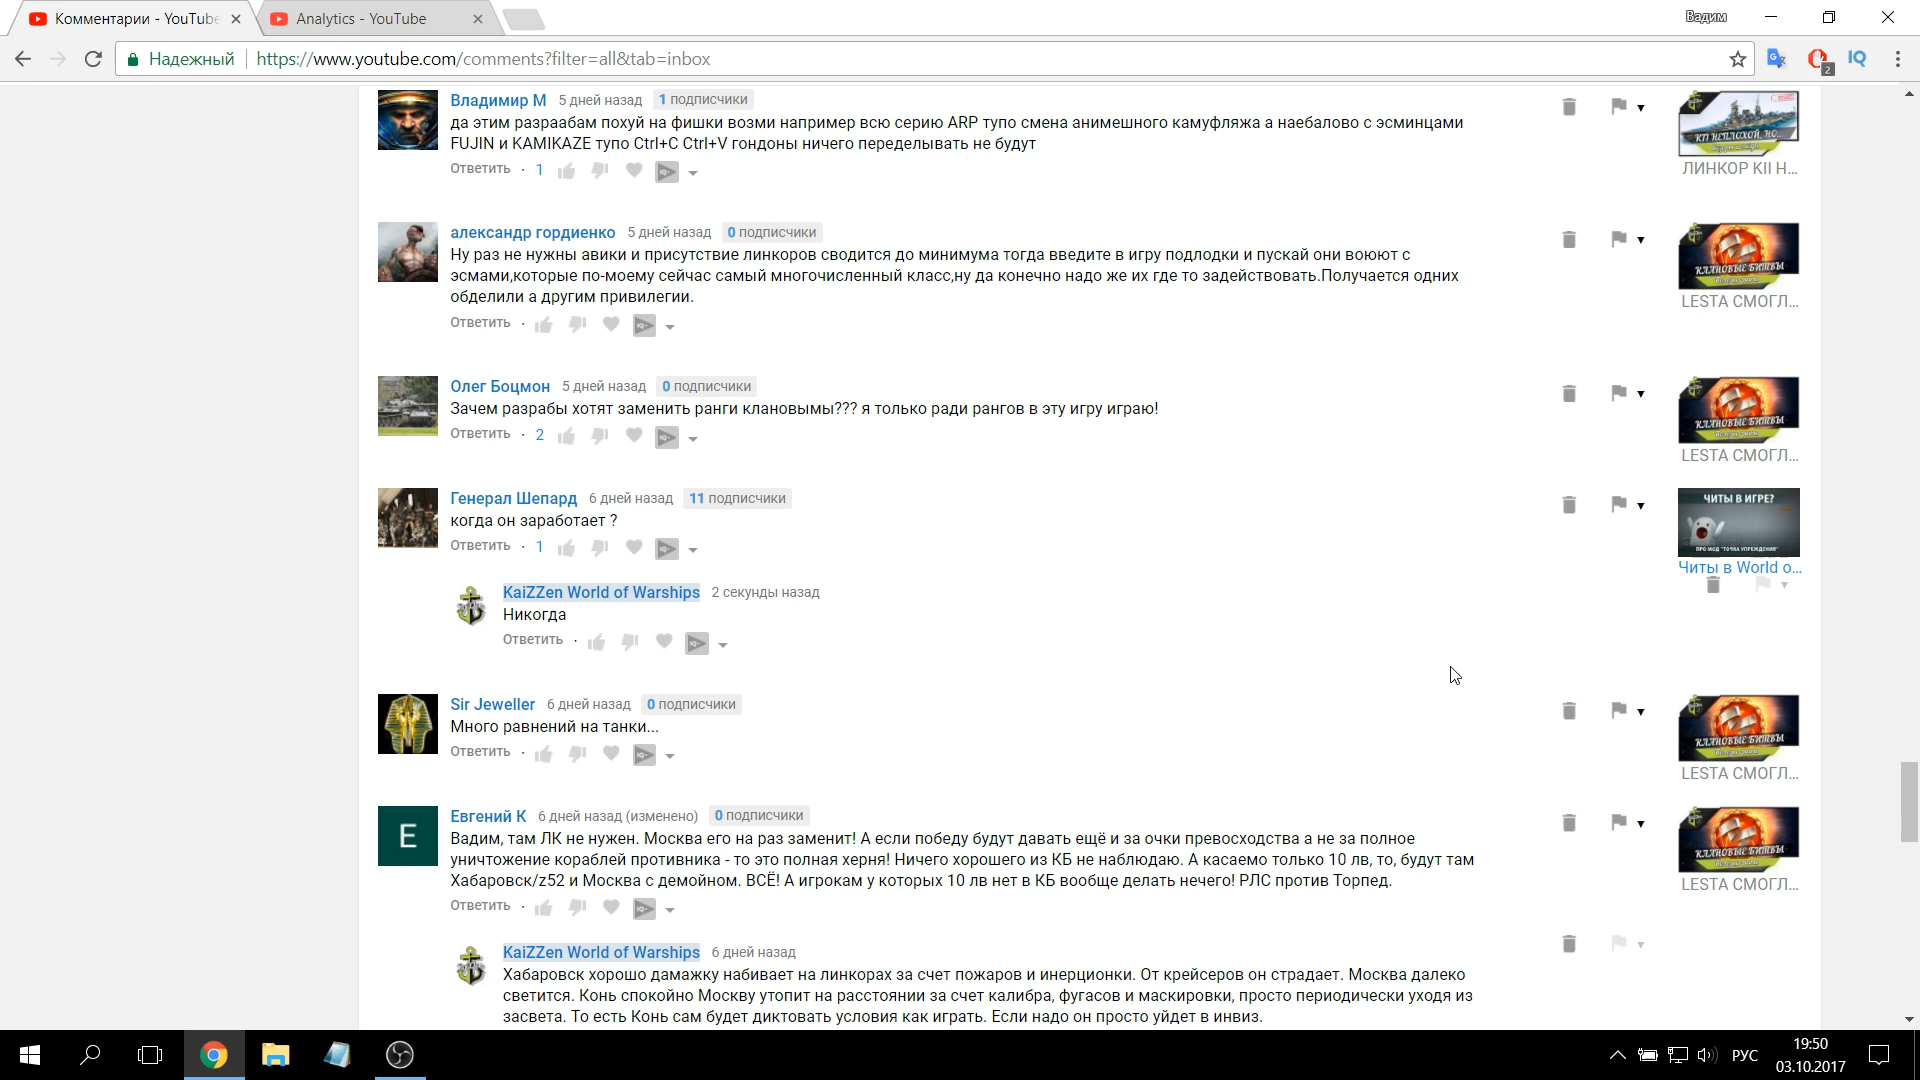 Комментарии - YouTube
Analytics - YouTube
Вадим
Надежный
https://www.youtube.com/comments?filter=all&tab=inbox
2
IQ
Владимир М 5 дней назад 1 подписчики
да этим разраабам похуй на фишки возми например всю серию ARP тупо смена анимешного камуфляжа а наебалово с эсминцами
FUJIN и KAMIKAZE тупо Ctrl+C Ctrl+V гондоны ничего переделывать не будут
Ответить · 1
КП НЕПЛОХОЙ, НО...
ЛИНКОР KII Н...
александр гордиенко 5 дней назад 0 подписчики
Ну раз не нужны авики и присутствие линкоров сводится до минимума тогда введите в игру подлодки и пускай они воюют с
эсмами,которые по-моему сейчас самый многочисленный класс,ну да конечно надо же их где то задействовать.Получается одних
обделили а другим привилегии.
Ответить ·
КЛАНОВЫЕ БИТВЫ
LESTA СМОГЛ...
Олег Боцмон 5 дней назад 0 подписчики
Зачем разрабы хотят заменить ранги клановымы??? я только ради рангов в эту игру играю!
Ответить · 2
КЛАНОВЫЕ БИТВЫ
LESTA СМОГЛ...
Генерал Шепард 6 дней назад 11 подписчики
когда он заработает ?
Ответить · 1
ЧИТЫ В ИГРЕ?
ПРО МОД "ТОЧКА УПРЕЖДЕНИЯ"
Читы в World o...
KaiZZen World of Warships 2 секунды назад
Никогда
Ответить ·
Sir Jeweller 6 дней назад 0 подписчики
Много равнений на танки...
Ответить ·
КЛАНОВЫЕ БИТВЫ
LESTA СМОГЛ...
E
Евгений К 6 дней назад (изменено) 0 подписчики
Вадим, там ЛК не нужен. Москва его на раз заменит! А если победу будут давать ещё и за очки превосходства а не за полное
уничтожение кораблей противника - то это полная херня! Ничего хорошего из КБ не наблюдаю. А касаемо только 10 лв, то, будут там
Хабаровск/z52 и Москва с демойном. ВСЁ! А игрокам у которых 10 лв нет в КБ вообще делать нечего! РЛС против Торпед.
Ответить ·
КЛАНОВЫЕ БИТВЫ
LESTA СМОГЛ...
KaiZZen World of Warships 6 дней назад
Хабаровск хорошо дамажку набивает на линкорах за счет пожаров и инерционки. От крейсеров он страдает. Москва далеко
светится. Конь спокойно Москву утопит на расстоянии за счет калибра, фугасов и маскировки, просто периодически уходя из
засвета. То есть Конь сам будет диктовать условия как играть. Если надо он просто уйдет в инвиз.
РУС
19:50
03.10.2017